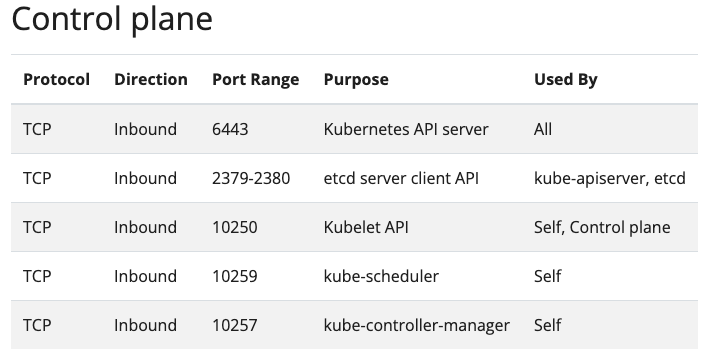 Control plane
Protocol Direction Port Range Purpose Used By
TCP Inbound 6443 Kubernetes API server All
TCP Inbound 2379-2380 etcd server client API kube-apiserver, etcd
TCP Inbound 10250 Kubelet API Self, Control plane
TCP Inbound 10259 kube-scheduler Self
TCP Inbound 10257 kube-controller-manager Self